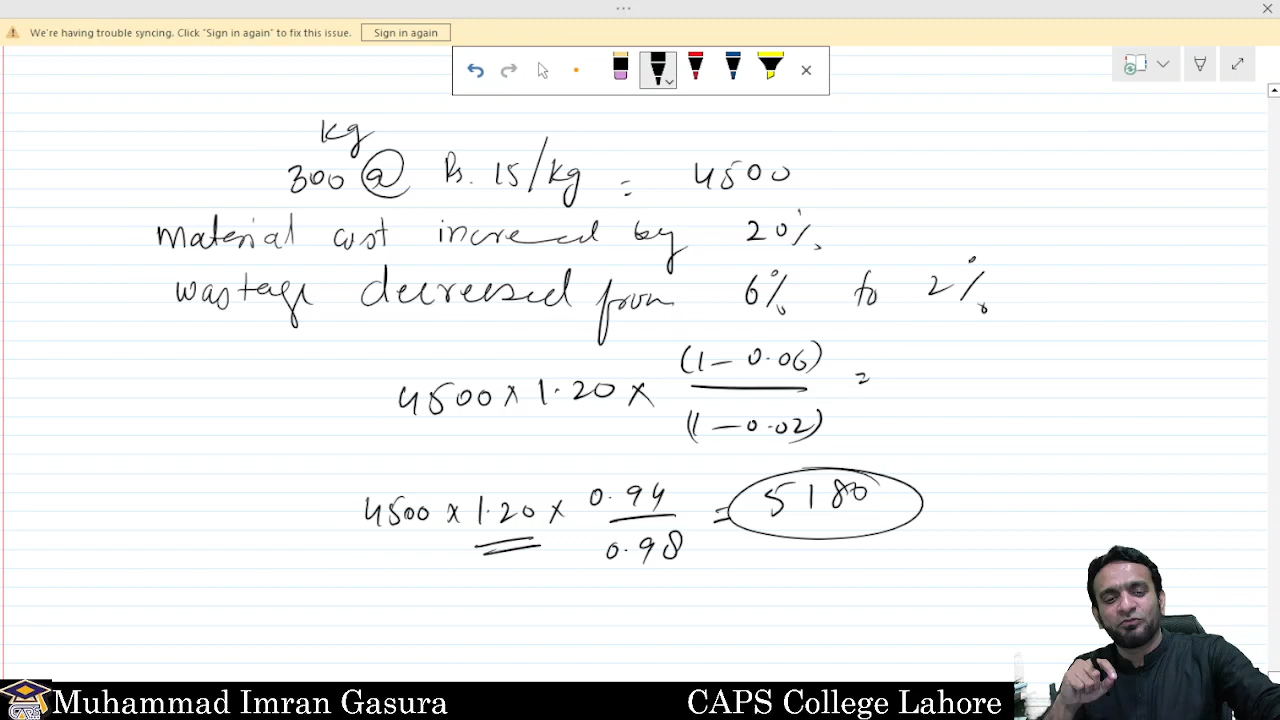 We're having trouble syncing. Click "Sign in again" to fix this issue. Sign in again
kg
300 @ Rs. 15/kg = 4500
material cost increased by 20%
wastage decreased from 6% to 2%
4500 × 1.20 × (1 - 0.06) / (1 - 0.02) =
4500 × 1.20 × 0.94 / 0.98 = 5180
Muhammad Imran Gasura CAPS College Lahore